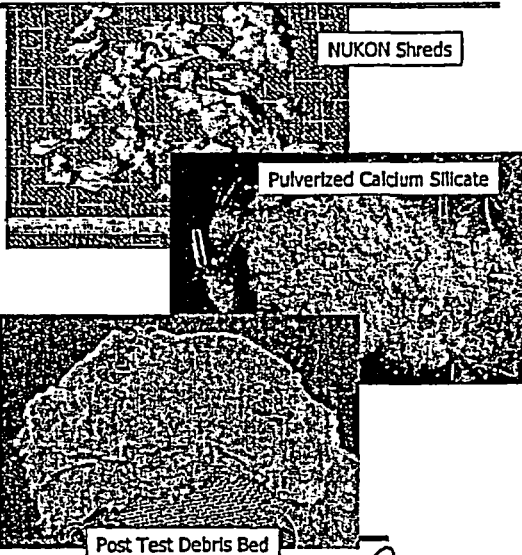 NUKON Shreds
Pulverized Calcium Silicate
Post Test Debris Bed